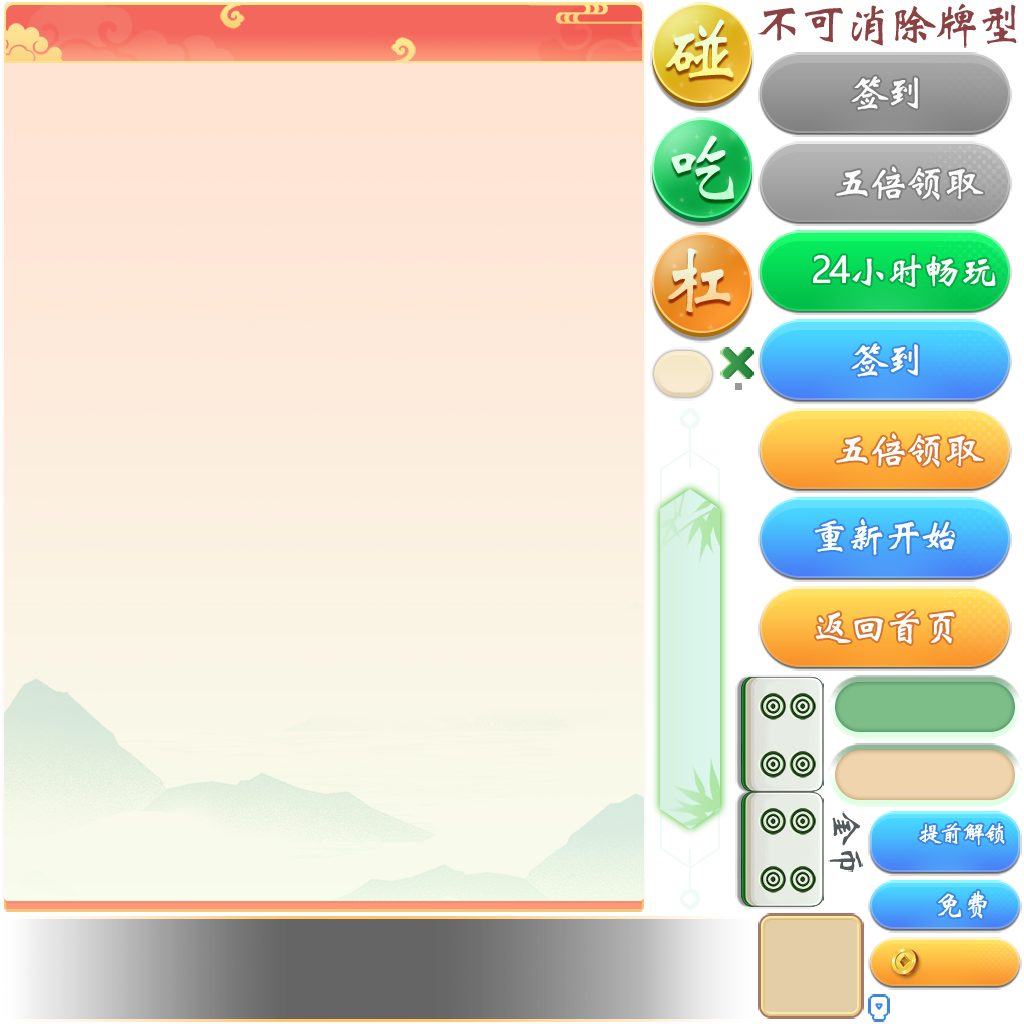 碰
吃
杠
不可消除牌型
签到
五倍领取
24小时畅玩
签到
五倍领取
重新开始
返回首页
金币
提前解锁
免费